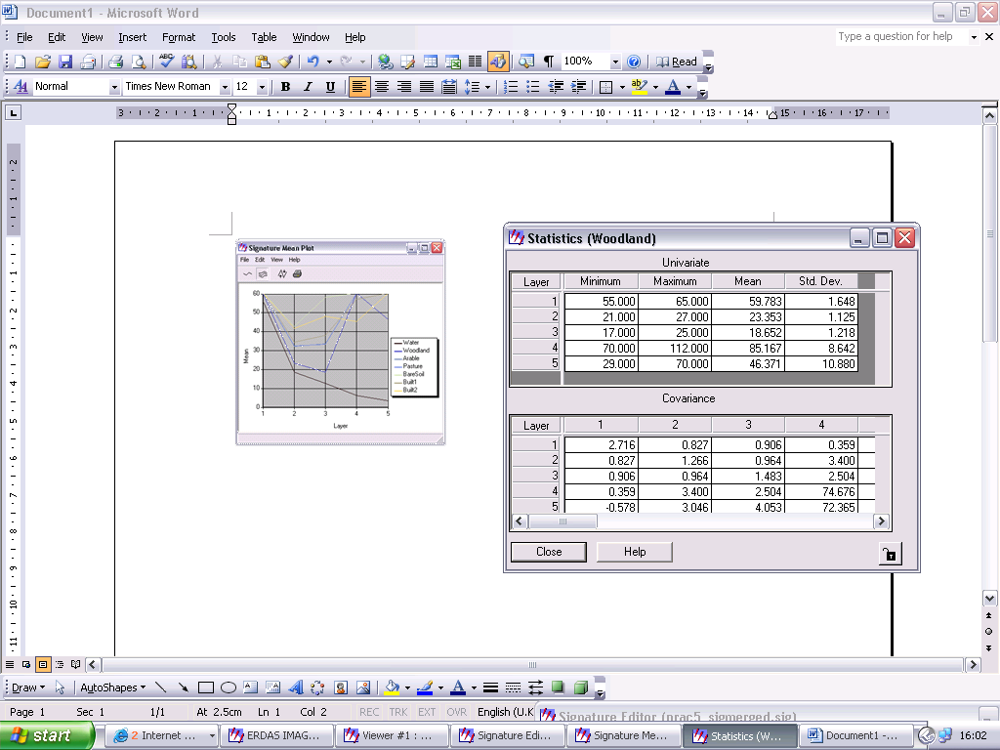 Document1 - Microsoft Word
File Edit View Insert Format Tools Table Window Help Type a question for help
100% Read
Normal Times New Roman 12 B I U
3 2 1 1 2 3 4 5 6 7 8 9 10 11 12 13 14 15 16 17
Signature Mean Plot
File Edit View Help
60
50
40
30
20
10
0
Mean
1 2 3 4 5
Layer
Water
Woodland
Arable
Pasture
BareSoil
Built1
Built2
Statistics (Woodland)
Univariate
Layer Minimum Maximum Mean Std. Dev.
1 55.000 65.000 59.783 1.648
2 21.000 27.000 23.353 1.125
3 17.000 25.000 18.652 1.218
4 70.000 112.000 85.167 8.642
5 29.000 70.000 46.371 10.880
Covariance
Layer 1 2 3 4
1 2.716 0.827 0.906 0.359
2 0.827 1.266 0.964 3.400
3 0.906 0.964 1.483 2.504
4 0.359 3.400 2.504 74.676
5 -0.578 3.046 4.053 72.365
Close Help
Draw AutoShapes
Page 1 Sec 1 1/1 At 2.5cm Ln 1 Col 2 REC TRK EXT OVR English (U.K
Signature Editor (prac5_sigmerged.sig)
start 2 Internet ... ERDAS IMAG... Viewer #1 : ... Signature Edi... Signature Me... Statistics (W... Document1 -... 16:02